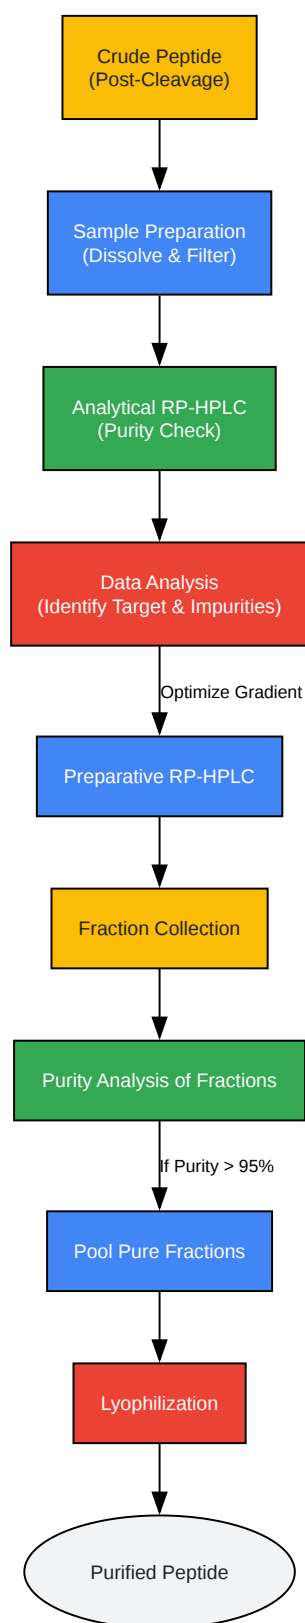 Crude Peptide
(Post-Cleavage)
Sample Preparation
(Dissolve & Filter)
Analytical RP-HPLC
(Purity Check)
Data Analysis
(Identify Target & Impurities)
Optimize Gradient
Preparative RP-HPLC
Fraction Collection
Purity Analysis of Fractions
If Purity > 95%
Pool Pure Fractions
Lyophilization
Purified Peptide